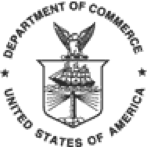 DEPARTMENT OF COMMERCE
★ UNITED STATES OF AMERICA ★